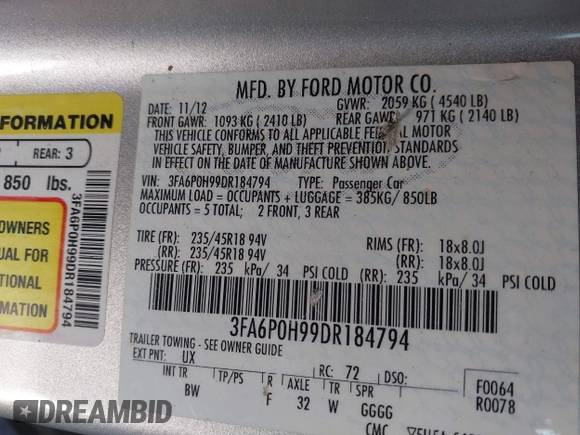 FORMATION
REAR: 3
850 lbs.
OWNERS
UAL FOR
TIONAL
MATION
3FA6P0H99DR184794
MFD. BY FORD MOTOR CO.
DATE: 11/12 GVWR: 2059 KG ( 4540 LB)
FRONT GAWR: 1093 KG ( 2410 LB) REAR GAWR: 971 KG ( 2140 LB)
THIS VEHICLE CONFORMS TO ALL APPLICABLE FEDERAL MOTOR
VEHICLE SAFETY, BUMPER, AND THEFT PREVENTION STANDARDS
IN EFFECT ON THE DATE OF MANUFACTURE SHOWN ABOVE.
VIN: 3FA6P0H99DR184794 TYPE: Passenger Car
MAXIMUM LOAD = OCCUPANTS + LUGGAGE = 385KG/ 850LB
OCCUPANTS = 5 TOTAL; 2 FRONT, 3 REAR
TIRE (FR): 235/45R18 94V RIMS (FR): 18x8.0J
(RR): 235/45R18 94V (RR): 18x8.0J
PRESSURE (FR): 235 kPa/ 34 PSI COLD (RR): 235 kPa/ 34 PSI COLD
3FA6P0H99DR184794
TRAILER TOWING - SEE OWNER GUIDE
EXT PNT: UX RC: 72 DSO: F0064
INT TR TP/PS R AXLE TR SPR R0078
BW F 32 W GGGG
CMC
DREAMBID